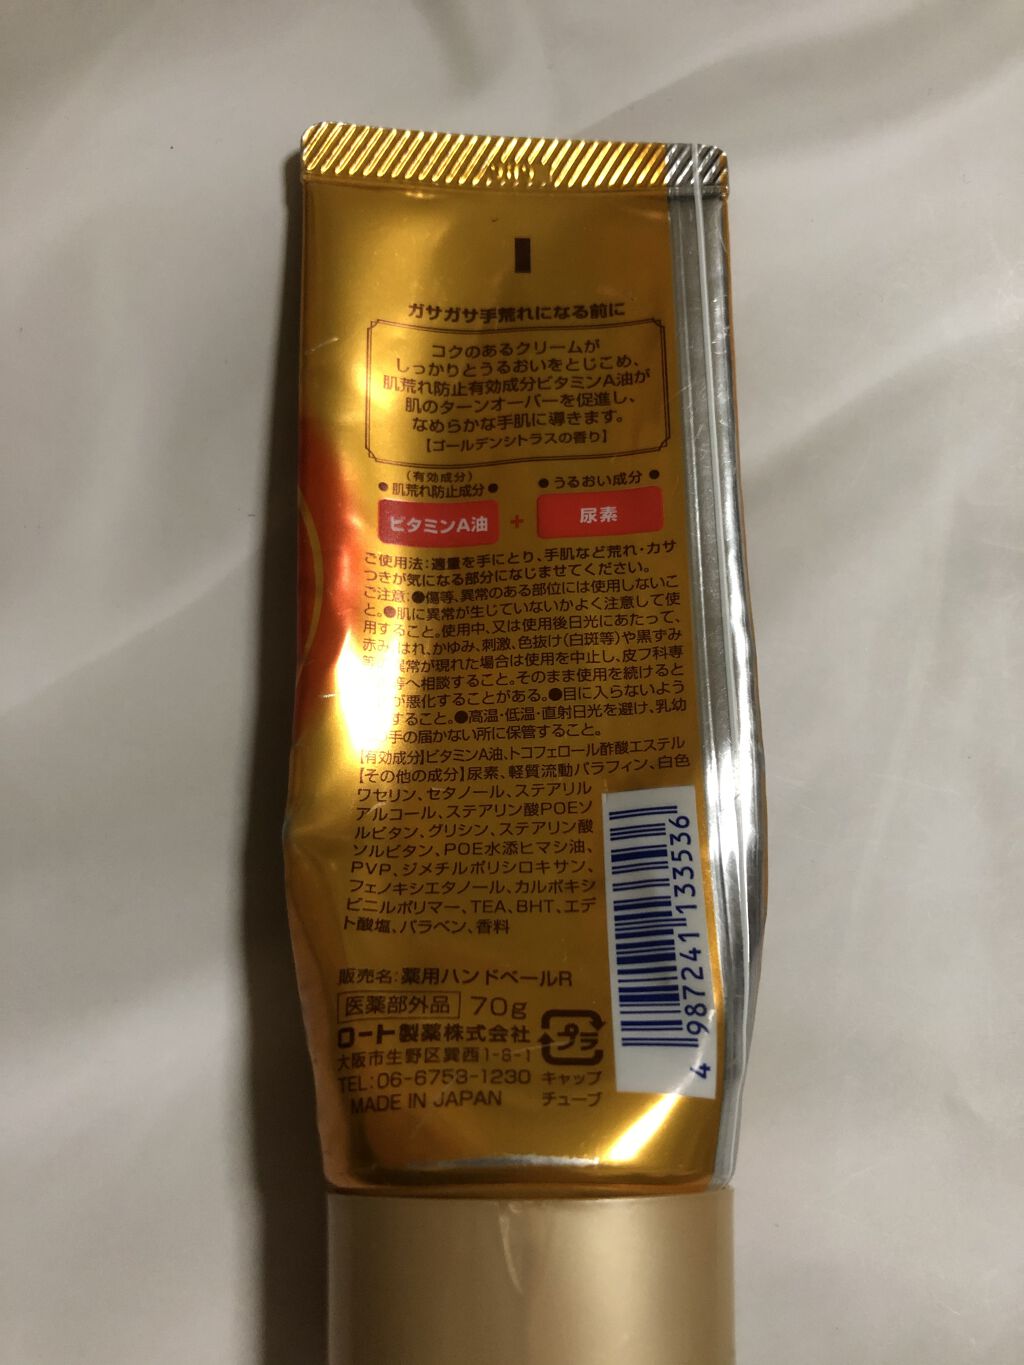 ガサガサ手荒れになる前に
コクのあるクリームが
しっかりとうるおいをとじこめ、
肌荒れ防止有効成分ビタミンA油が
肌のターンオーバーを促進し、
なめらかな手肌に導きます。
【ゴールデンシトラスの香り】
(有効成分)
●肌荒れ防止成分●
●うるおい成分●
ビタミンA油 + 尿素
ご使用法:適量を手にとり、手肌など荒れ・カサ
つきが気になる部分になじませてください。
ご注意:●傷等、異常のある部位には使用しないこ
と。●肌に異常が生じていないかよく注意して使
用すること。使用中、又は使用後日光にあたって、
赤み、はれ、かゆみ、刺激、色抜け(白斑等)や黒ずみ
異常が現れた場合は使用を中止し、皮フ科専
等へ相談すること。そのまま使用を続けると
が悪化することがある。●目に入らないよう
すること。●高温・低温・直射日光を避け、乳幼
手の届かない所に保管すること。
【有効成分】ビタミンA油、トコフェロール酢酸エステル
【その他の成分】尿素、軽質流動パラフィン、白色
ワセリン、セタノール、ステアリル
アルコール、ステアリン酸POEソ
ルビタン、グリシン、ステアリン酸
ソルビタン、POE水添ヒマシ油、
PVP、ジメチルポリシロキサン、
フェノキシエタノール、カルボキシ
ビニルポリマー、TEA、BHT、エデ
ト酸塩、パラベン、香料
販売名:薬用ハンドベールR
医薬部外品 70g
ロート製薬株式会社
大阪市生野区巽西1-8-1
TEL:06-6753-1230
MADE IN JAPAN
プラ
キャップ
チューブ
4 987241 133536